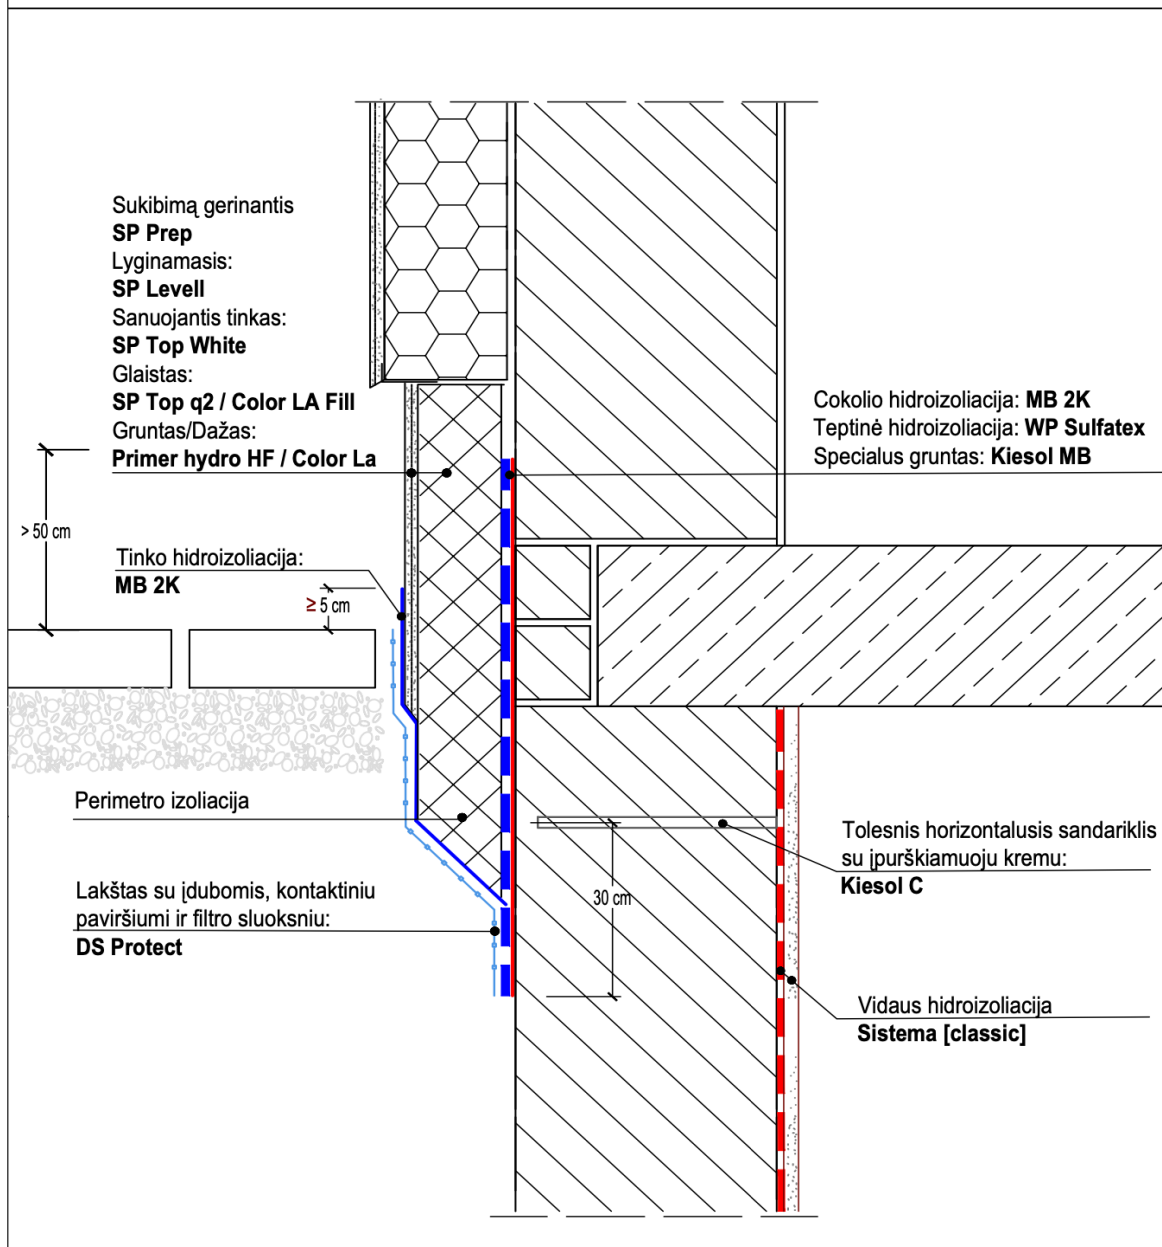 Sukibimą gerinantis
SP Prep
Lyginamasis:
SP Levell
Sanuojantis tinkas:
SP Top White
Glaistas:
SP Top q2 / Color LA Fill
Gruntas/Dažas:
Primer hydro HF / Color La
Cokolio hidroizoliacija: MB 2K
Teptinė hidroizoliacija: WP Sulfatex
Specialus gruntas: Kiesol MB
> 50 cm
Tinko hidroizoliacija:
MB 2K
≥ 5 cm
Perimetro izoliacija
Tolesnis horizontalusis sandariklis
su įpurškiamuoju kremu:
Kiesol C
30 cm
Lakštas su įdubomis, kontaktiniu
paviršiumi ir filtro sluoksniu:
DS Protect
Vidaus hidroizoliacija
Sistema [classic]